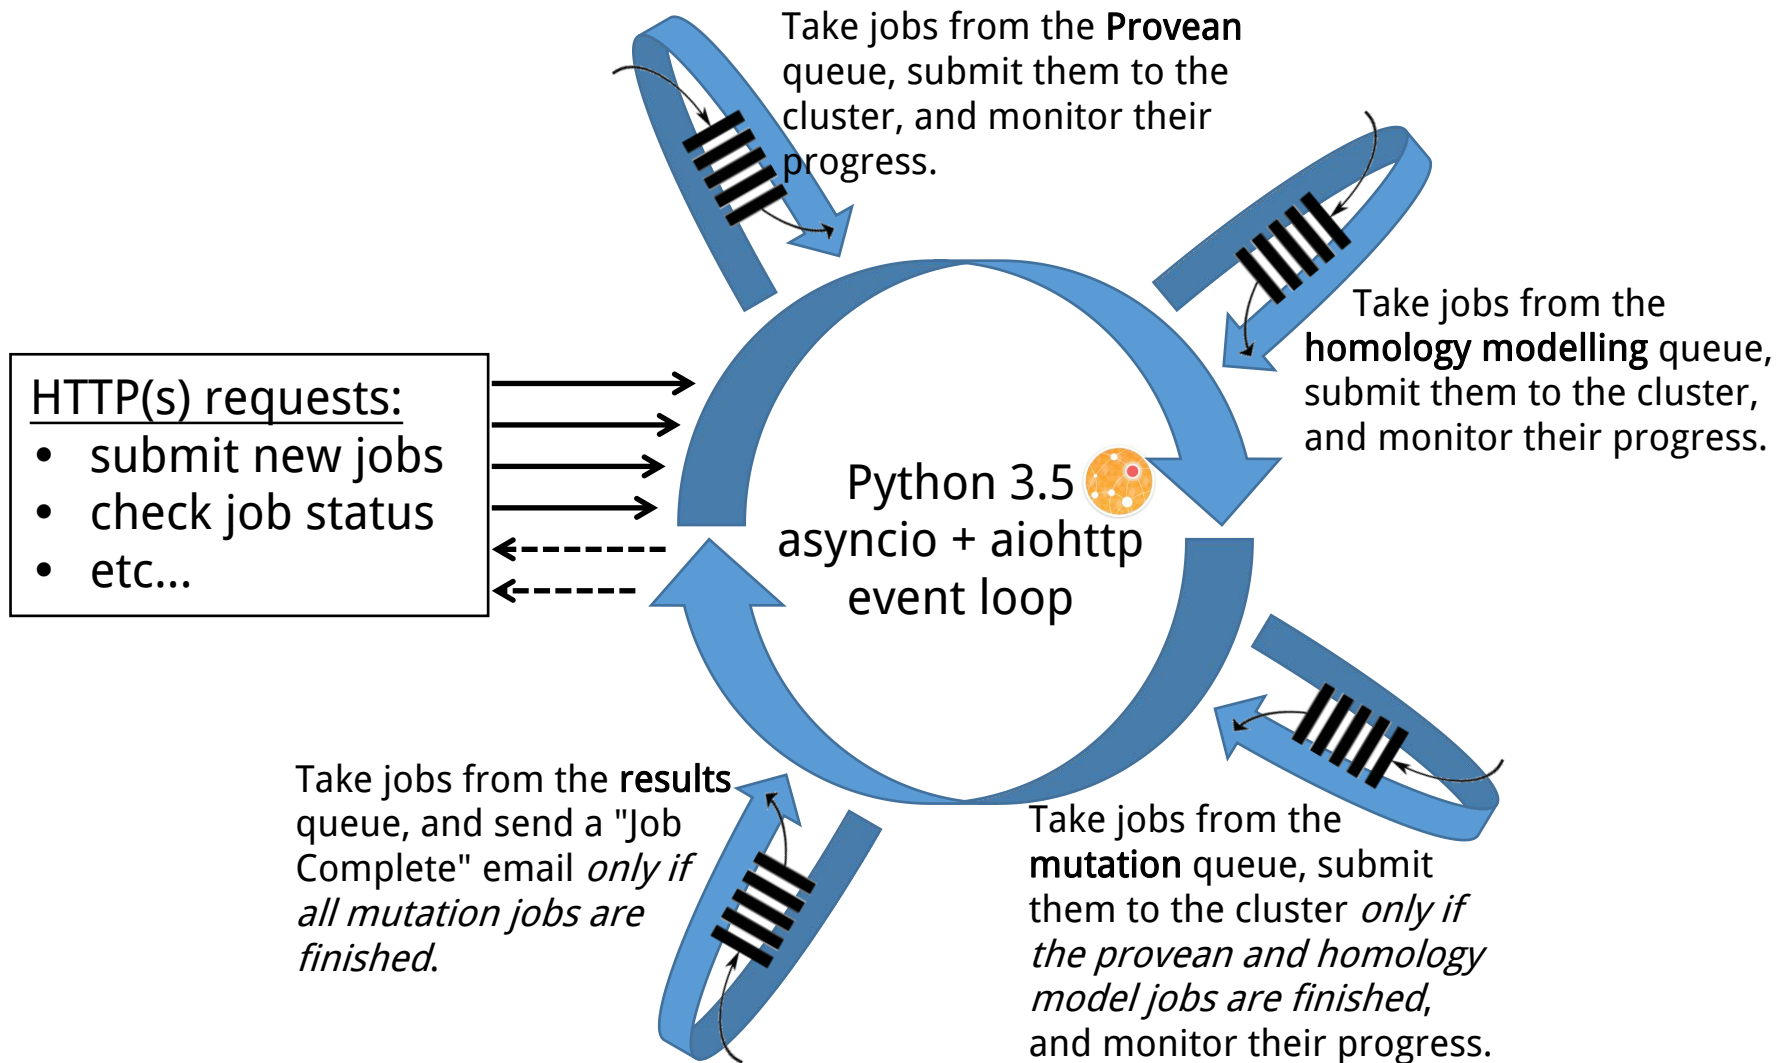 Take jobs from the Provean
queue, submit them to the
cluster, and monitor their
progress.
Take jobs from the
homology modelling queue,
submit them to the cluster,
and monitor their progress.
HTTP(s) requests:
• submit new jobs
• check job status
• etc...
Python 3.5
asyncio + aiohttp
event loop
Take jobs from the results
queue, and send a "Job
Complete" email only if
all mutation jobs are
finished.
Take jobs from the
mutation queue, submit
them to the cluster only if
the provean and homology
model jobs are finished,
and monitor their progress.